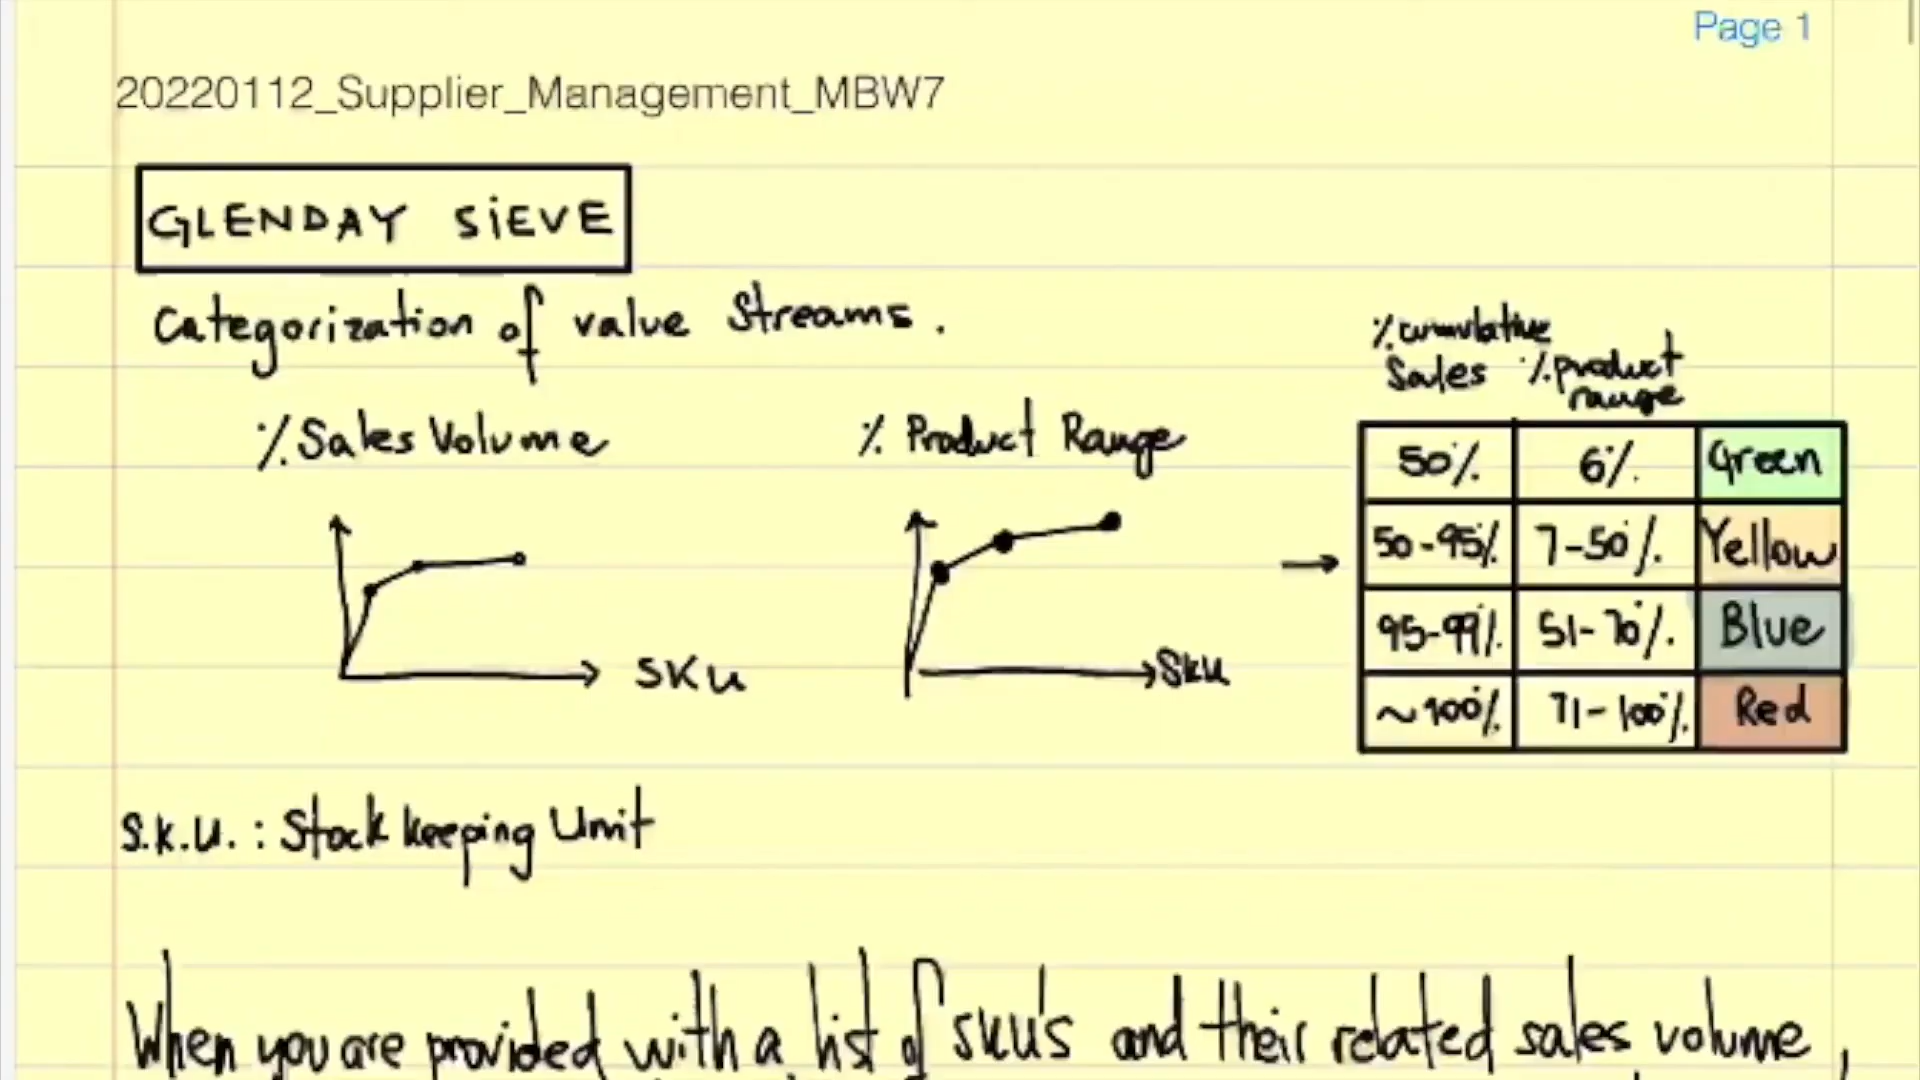 Page 1
20220112_Supplier_Management_MBW7
GLENDAY SiEVE
Categorization of value Streams.
% Sales Volume
% Product Range
SKU
SKU
% cumulative
Sales % product
range
50% 6% Green
50-95% 7-50% Yellow
95-99% 51-70% Blue
~100% 71-100% Red
S.K.U. : Stock keeping Unit
When you are provided with a list of SKU's and their related sales volume,